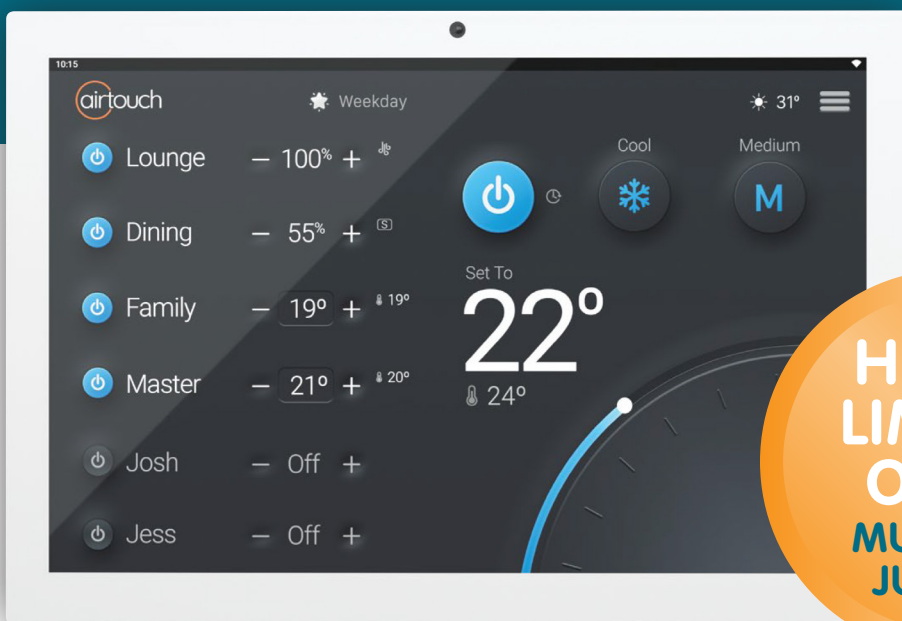 10:15
airtouch
Weekday
31°
Lounge
– 100% +
Dining
– 55% +
S
Family
– 19° +
19°
Master
– 21° +
20°
Josh
– Off +
Jess
– Off +
Cool
Medium
M
Set To
22°
24°